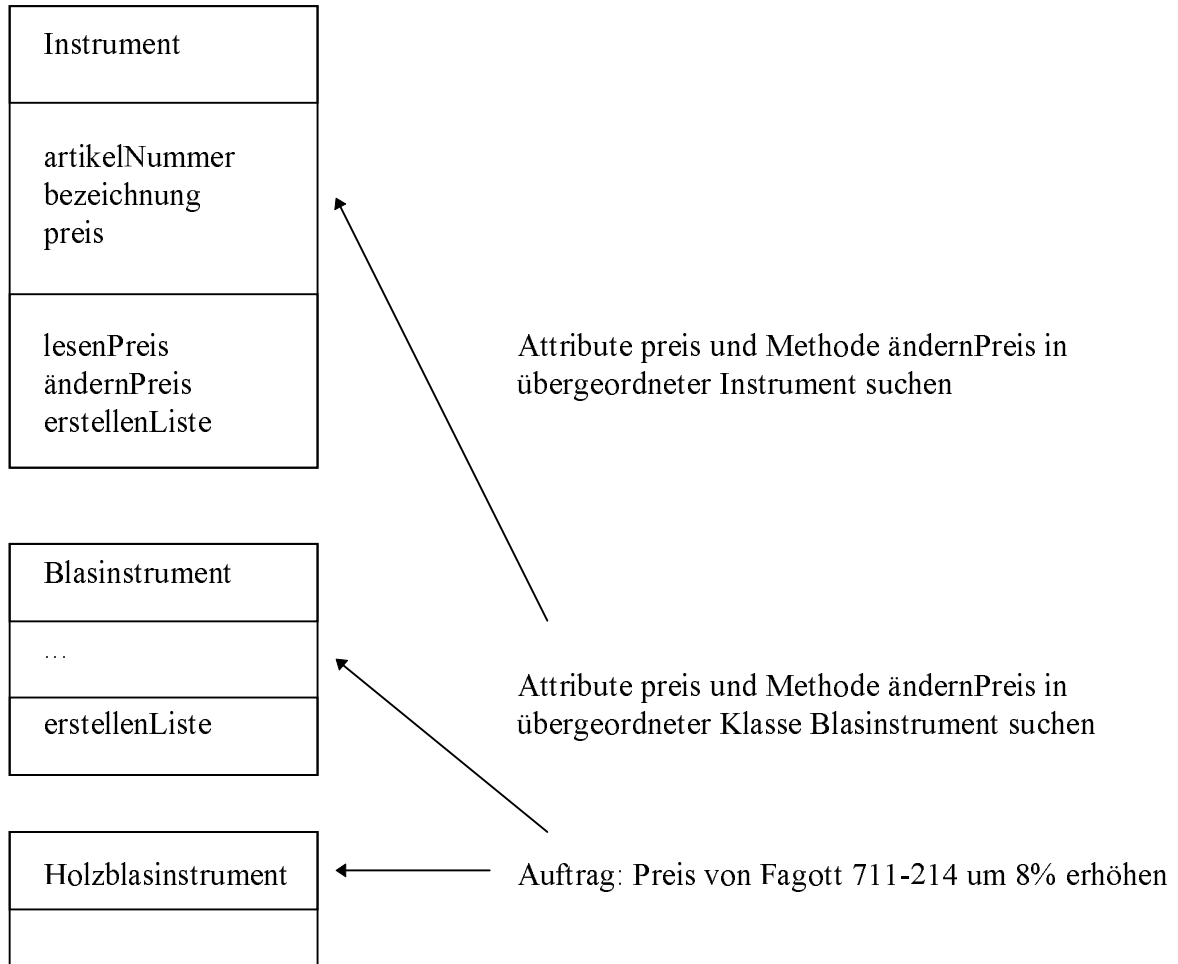 Instrument
artikelNummer
bezeichnung
preis
lesenPreis
ändernPreis
erstellenListe
Attribute preis und Methode ändernPreis in
übergeordneter Instrument suchen
Blasinstrument
...
erstellenListe
Attribute preis und Methode ändernPreis in
übergeordneter Klasse Blasinstrument suchen
Holzblasinstrument
Auftrag: Preis von Fagott 711-214 um 8% erhöhen